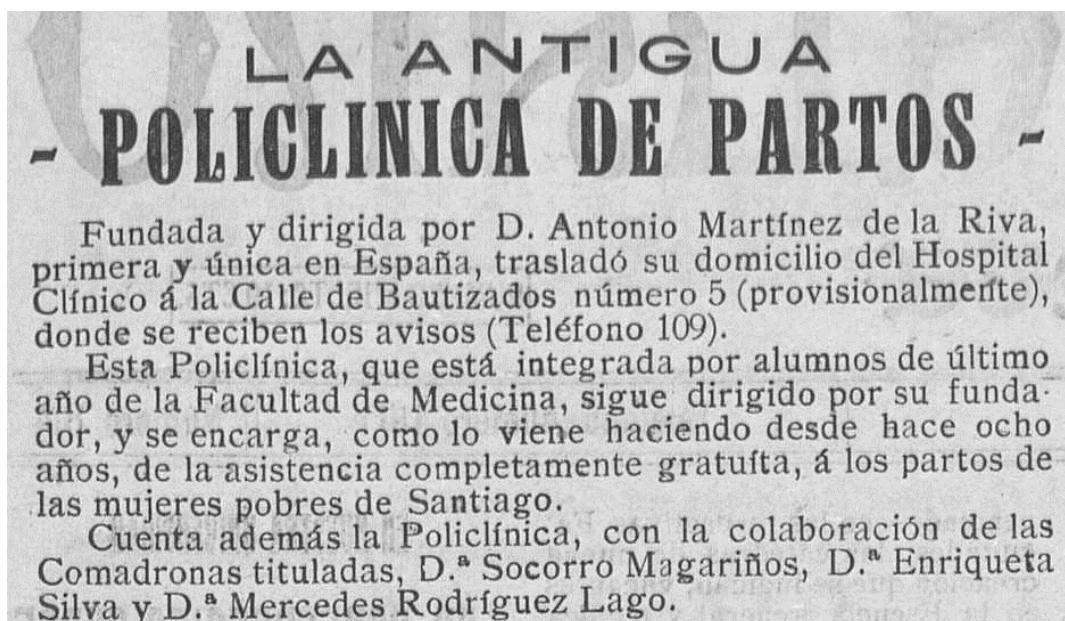 LA ANTIGUA
- POLICLINICA DE PARTOS -
Fundada y dirigida por D. Antonio Martínez de la Riva,
primera y única en España, trasladó su domicilio del Hospital
Clínico á la Calle de Bautizados número 5 (provisionalmente),
donde se reciben los avisos (Teléfono 109).
Esta Policlínica, que está integrada por alumnos de último
año de la Facultad de Medicina, sigue dirigido por su funda-
dor, y se encarga, como lo viene haciendo desde hace ocho
años, de la asistencia completamente gratuíta, á los partos de
las mujeres pobres de Santiago.
Cuenta además la Policlínica, con la colaboración de las
Comadronas tituladas, D.ª Socorro Magariños, D.ª Enriqueta
Silva y D.ª Mercedes Rodríguez Lago.